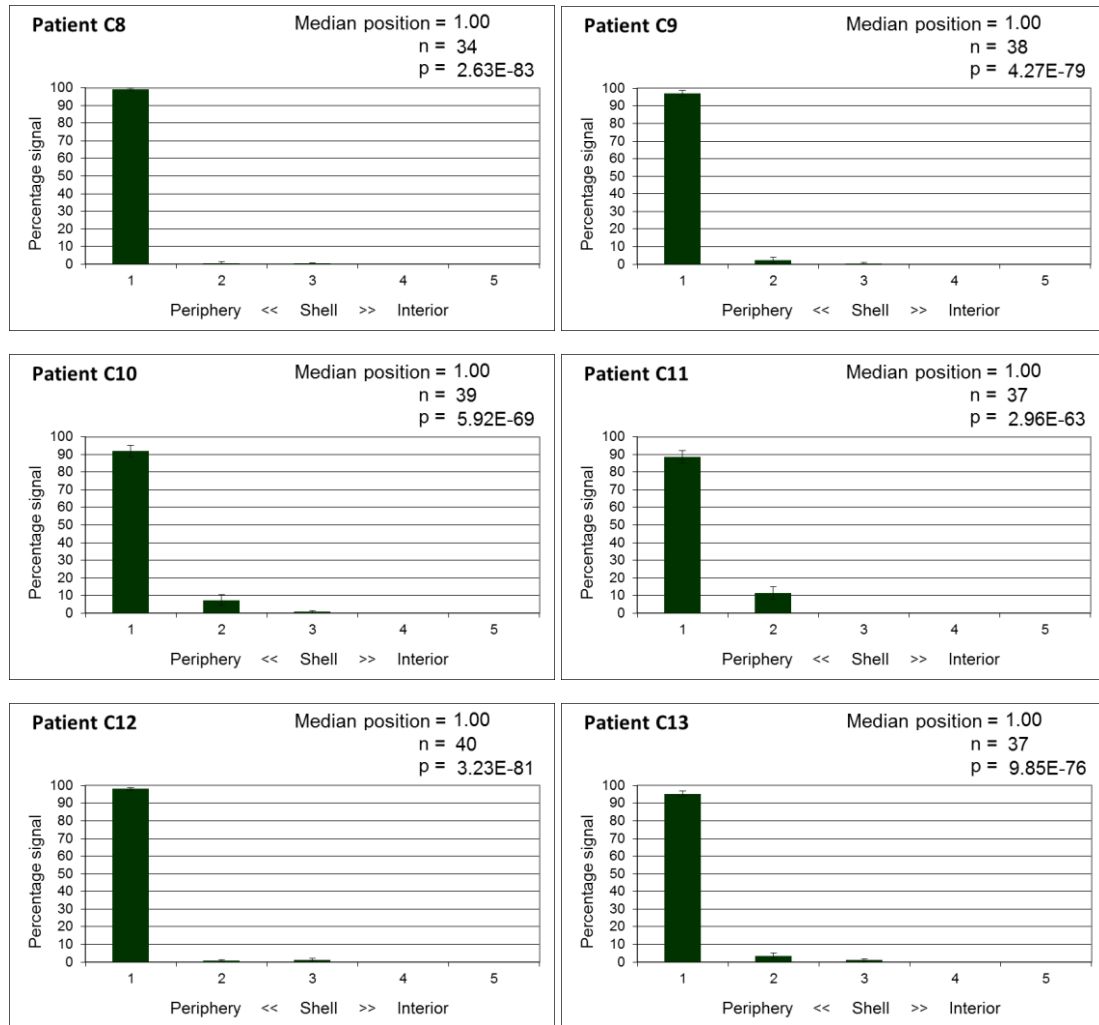 Patient C8
Median position = 1.00
n = 34
p = 2.63E-83
Percentage signal
100
90
80
70
60
50
40
30
20
10
0
1 2 3 4 5
Periphery << Shell >> Interior
Patient C9
Median position = 1.00
n = 38
p = 4.27E-79
Percentage signal
100
90
80
70
60
50
40
30
20
10
0
1 2 3 4 5
Periphery << Shell >> Interior
Patient C10
Median position = 1.00
n = 39
p = 5.92E-69
Percentage signal
100
90
80
70
60
50
40
30
20
10
0
1 2 3 4 5
Periphery << Shell >> Interior
Patient C11
Median position = 1.00
n = 37
p = 2.96E-63
Percentage signal
100
90
80
70
60
50
40
30
20
10
0
1 2 3 4 5
Periphery << Shell >> Interior
Patient C12
Median position = 1.00
n = 40
p = 3.23E-81
Percentage signal
100
90
80
70
60
50
40
30
20
10
0
1 2 3 4 5
Periphery << Shell >> Interior
Patient C13
Median position = 1.00
n = 37
p = 9.85E-76
Percentage signal
100
90
80
70
60
50
40
30
20
10
0
1 2 3 4 5
Periphery << Shell >> Interior